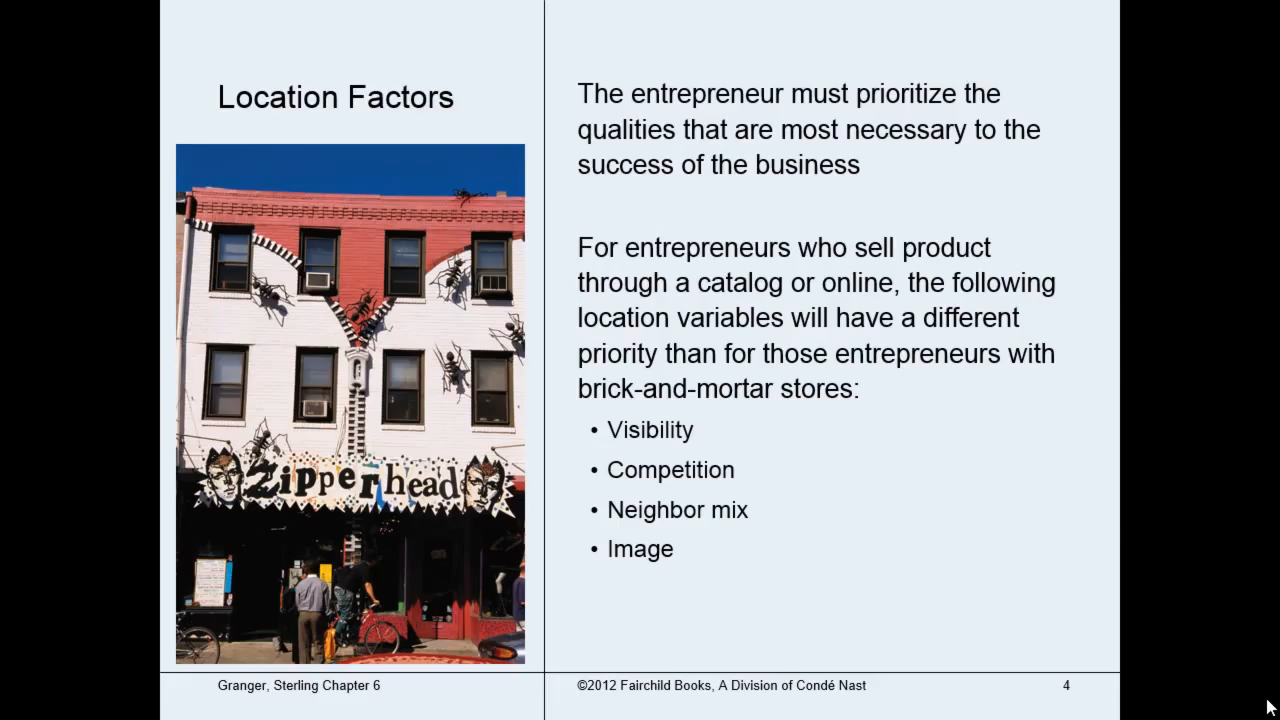 Location Factors
The entrepreneur must prioritize the
qualities that are most necessary to the
success of the business
For entrepreneurs who sell product
through a catalog or online, the following
location variables will have a different
priority than for those entrepreneurs with
brick-and-mortar stores:
• Visibility
• Competition
• Neighbor mix
• Image
Zipperhead
Granger, Sterling Chapter 6
©2012 Fairchild Books, A Division of Condé Nast
4